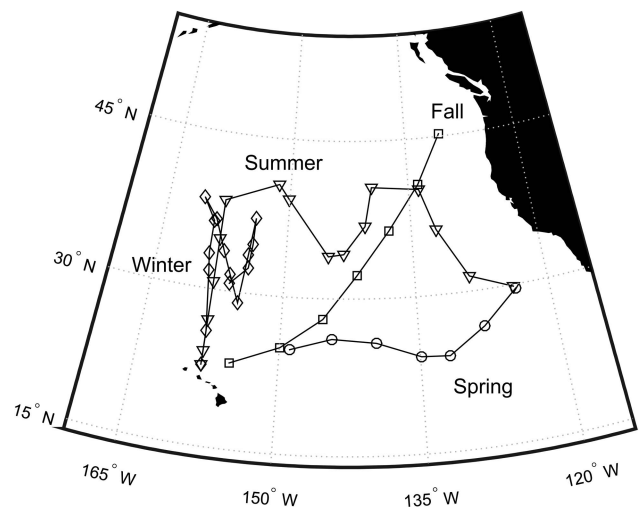 45° N
Fall
Summer
30° N
Winter
Spring
15° N
165° W
150° W
135° W
120° W